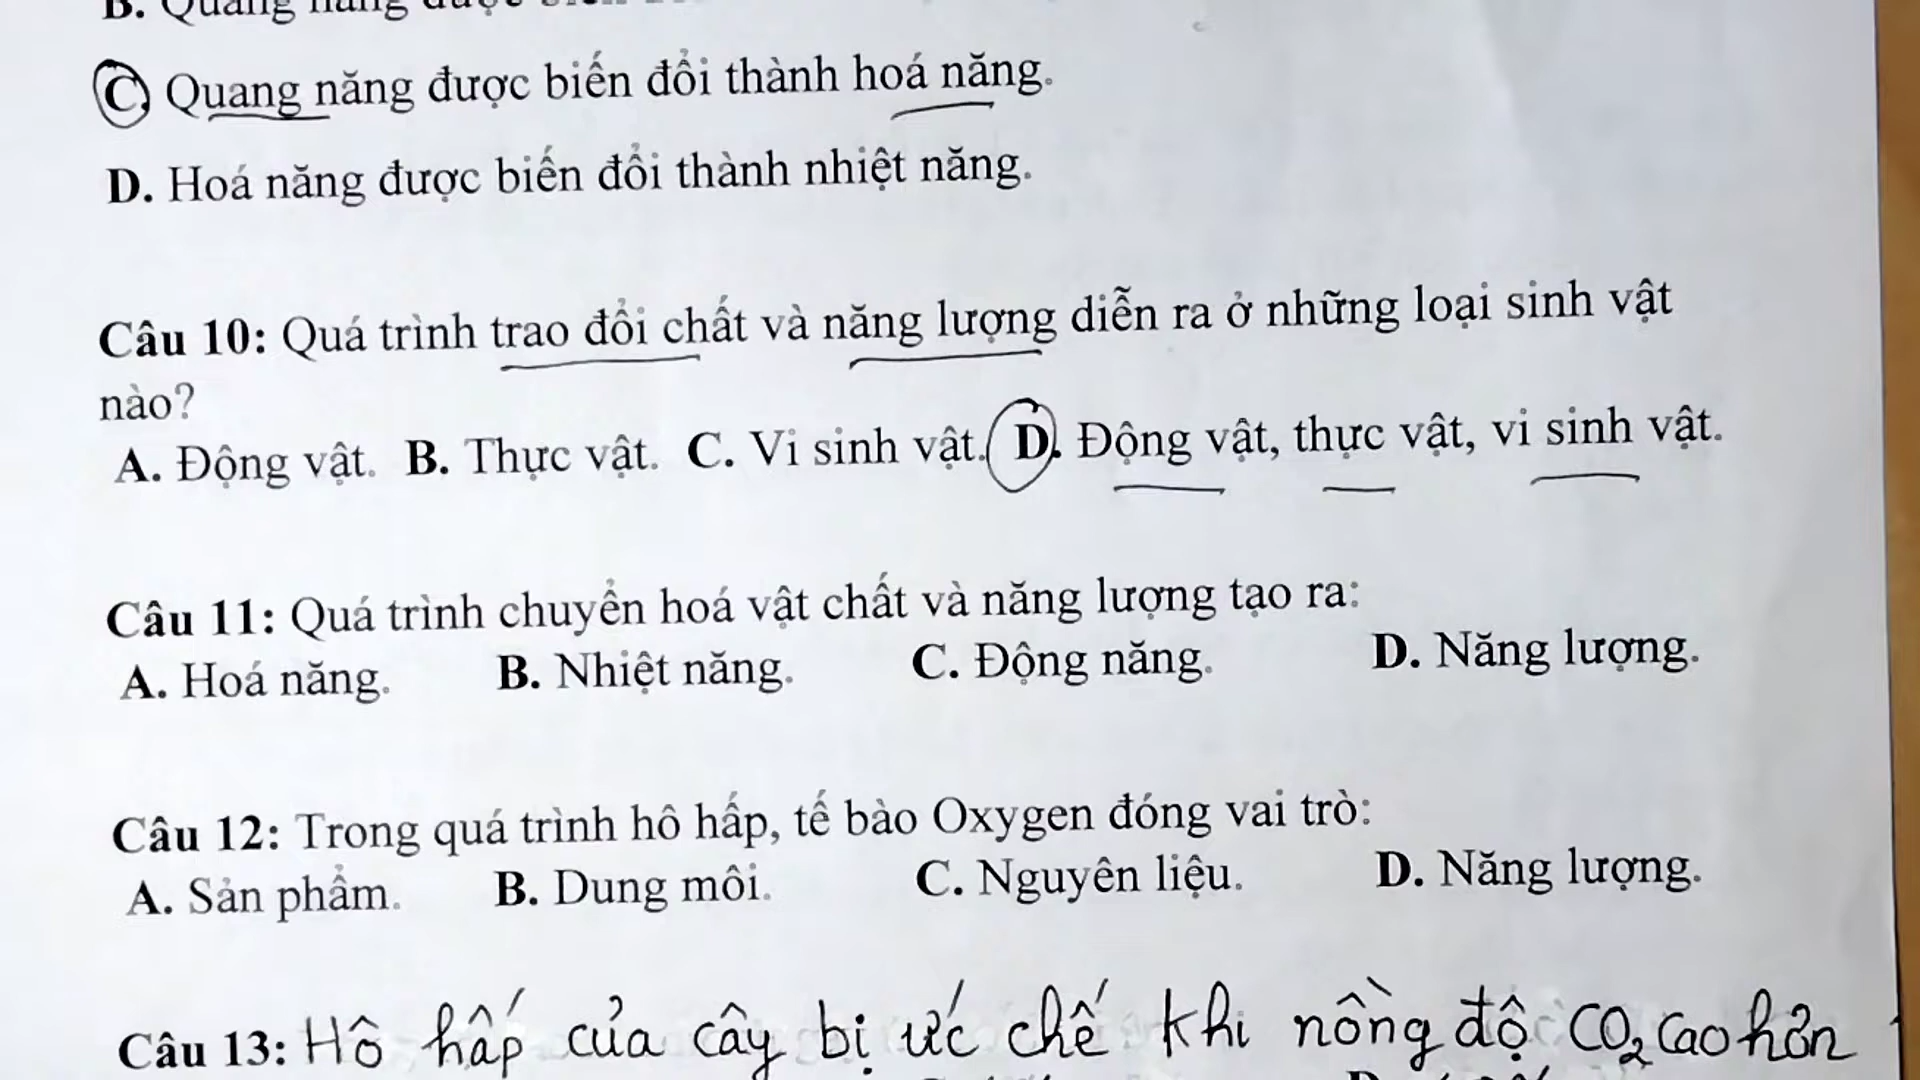 B. Quang năng được
C. Quang năng được biến đổi thành hoá năng.
D. Hoá năng được biến đổi thành nhiệt năng.
Câu 10: Quá trình trao đổi chất và năng lượng diễn ra ở những loại sinh vật
nào?
A. Động vật. B. Thực vật. C. Vi sinh vật. D. Động vật, thực vật, vi sinh vật.
Câu 11: Quá trình chuyển hoá vật chất và năng lượng tạo ra:
A. Hoá năng. B. Nhiệt năng. C. Động năng. D. Năng lượng.
Câu 12: Trong quá trình hô hấp, tế bào Oxygen đóng vai trò:
A. Sản phẩm. B. Dung môi. C. Nguyên liệu. D. Năng lượng.
Câu 13: Hô hấp của cây bị ức chế khi nồng độ CO₂ cao hơn